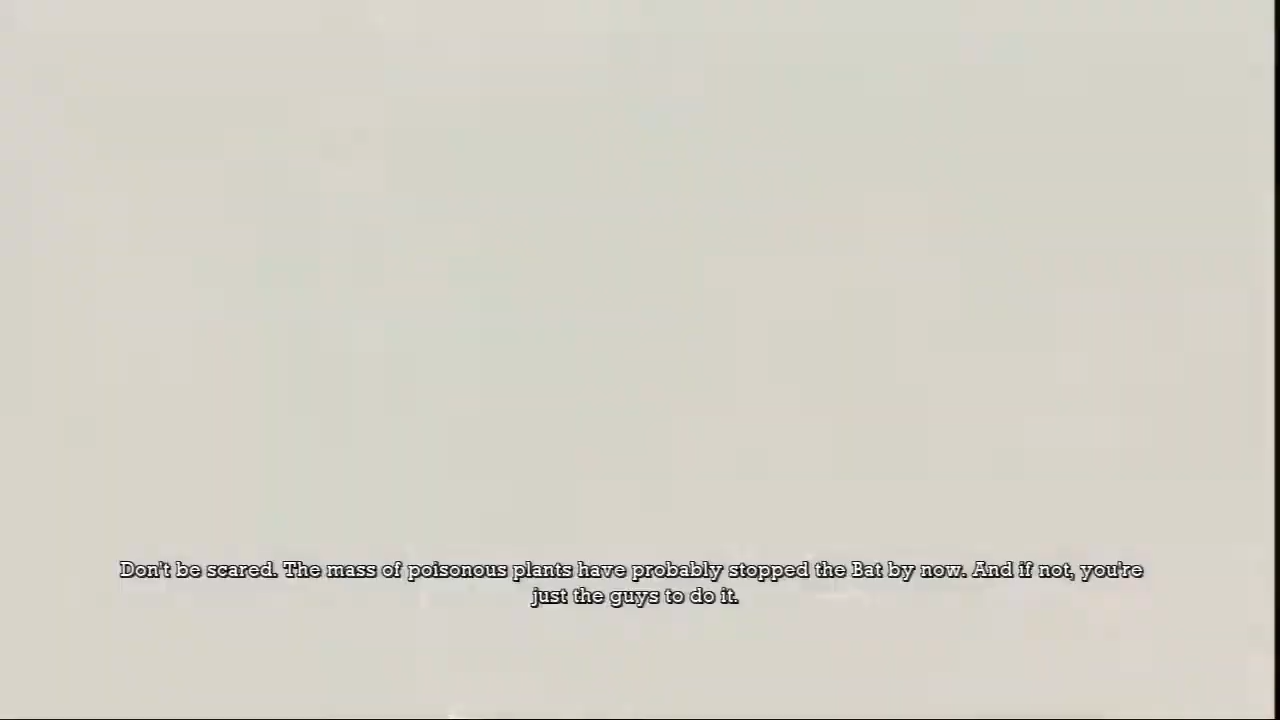 Don't be scared. The mass of poisonous plants have probably stopped the Bat by now. And if not, you're
just the guys to do it.